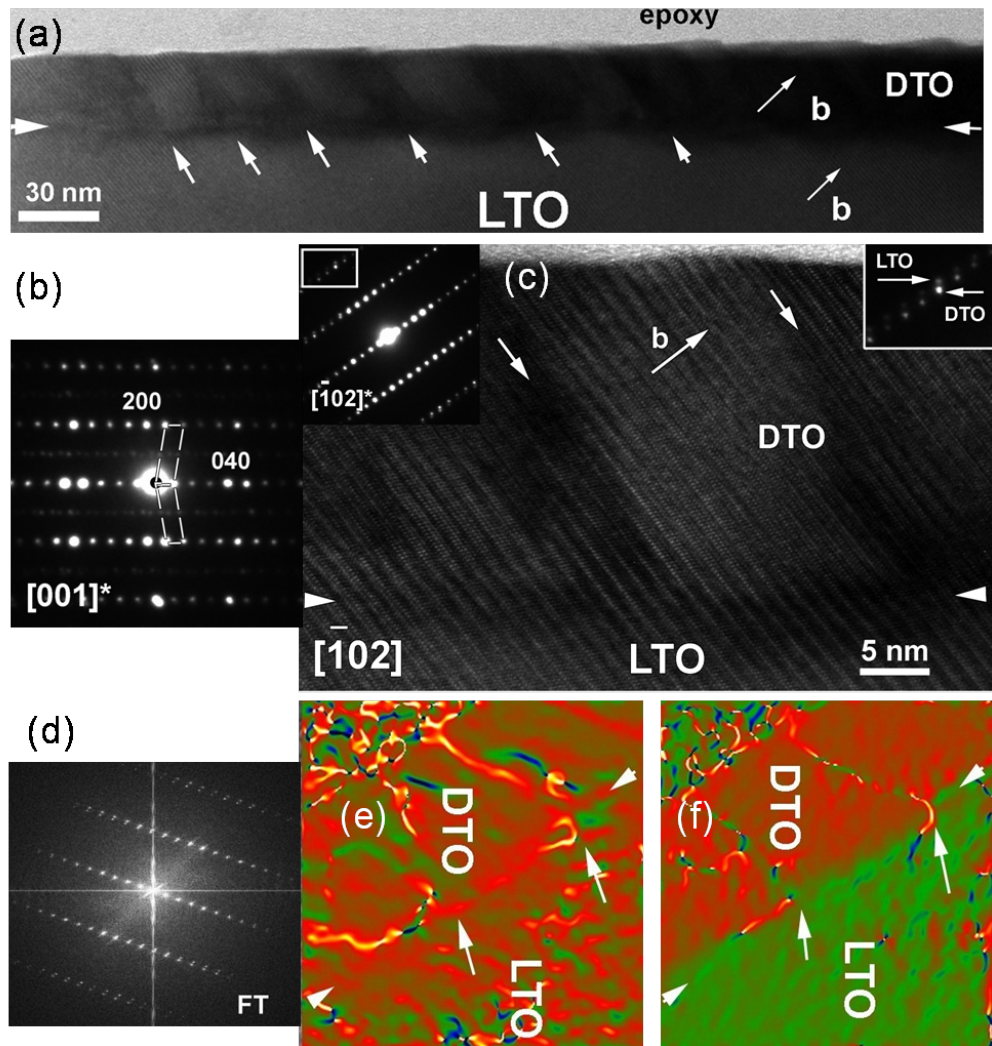 (a)
epoxy
DTO
b
b
30 nm
LTO
(b)
200
040
[001]*
(c)
[1̄02]*
LTO
DTO
b
DTO
[1̄02]
LTO
5 nm
(d)
FT
(e)
DTO
LTO
(f)
DTO
LTO